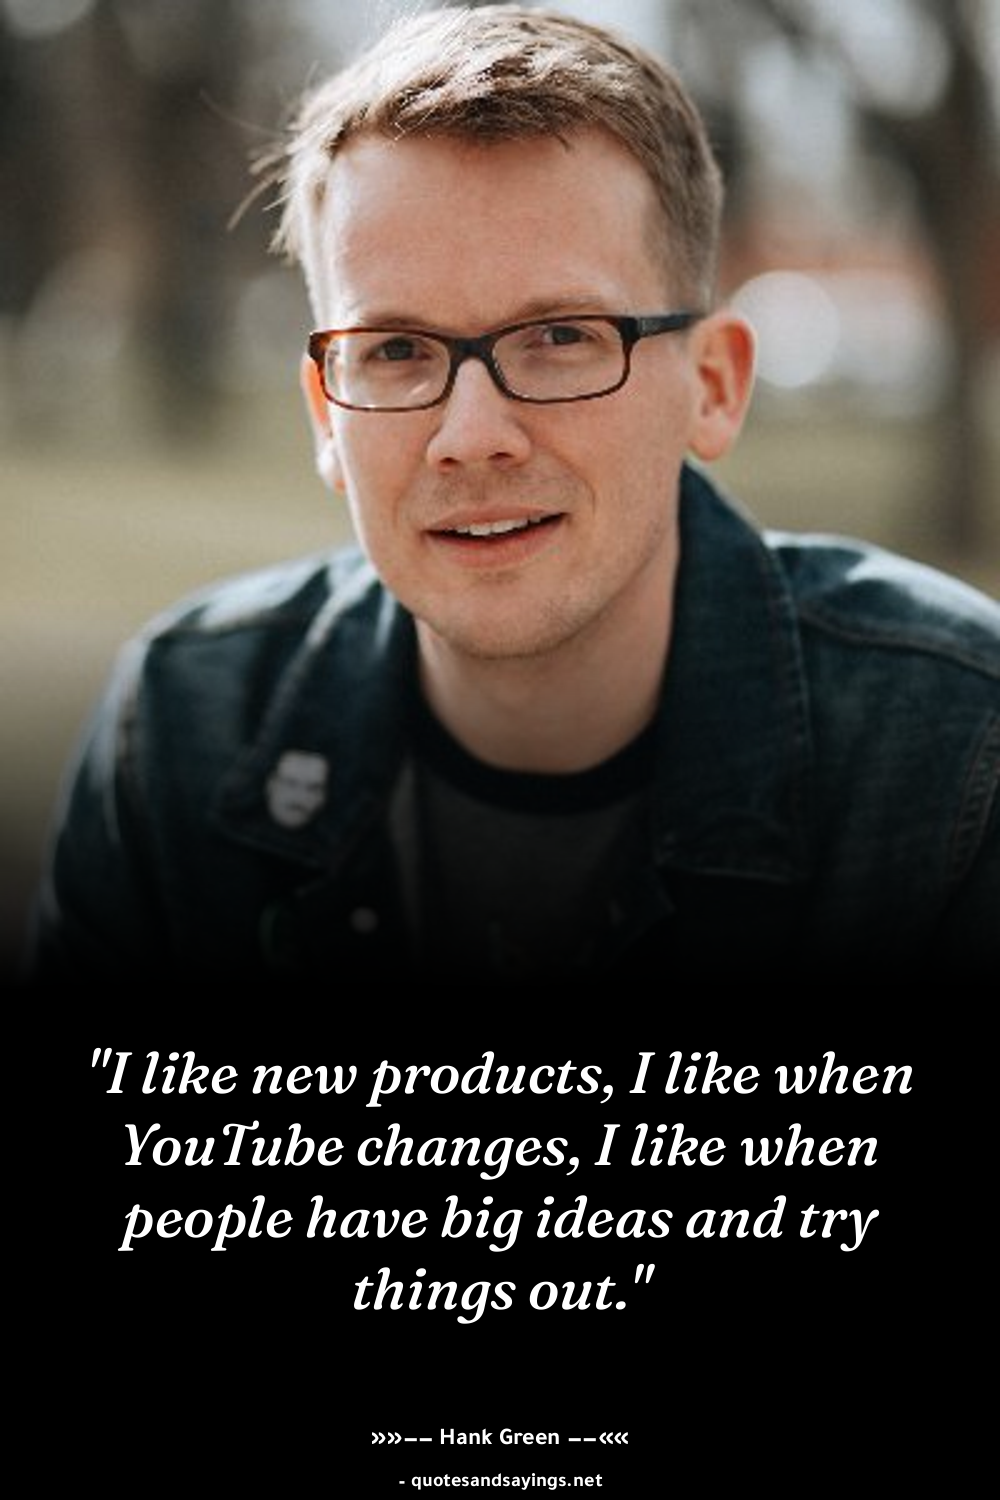 "I like new products, I like when
YouTube changes, I like when
people have big ideas and try
things out."
»»–– Hank Green ––««
- quotesandsayings.net